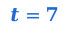 t = 7